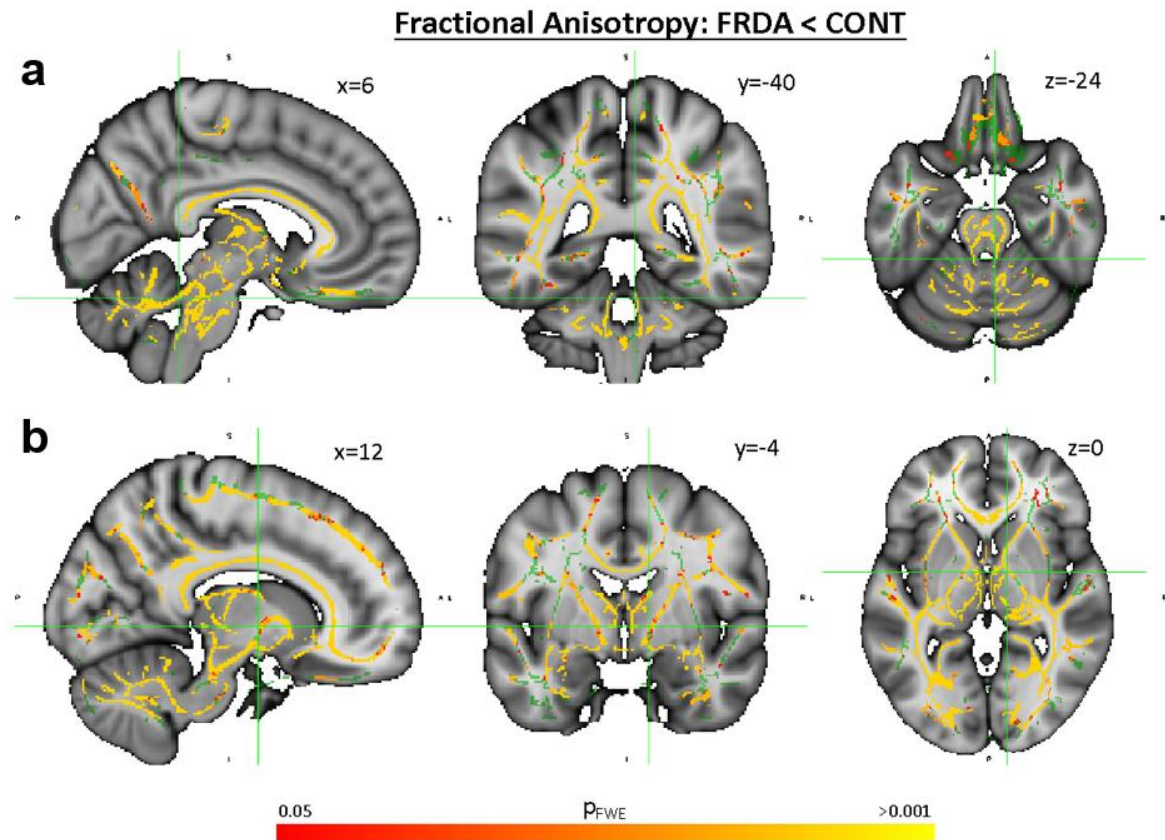 Fractional Anisotropy: FRDA < CONT
a
x=6
y=-40
z=-24
S
S
A
P
A L
R L
R
I
I
P
b
x=12
y=-4
z=0
S
S
A
P
A L
R L
R
I
I
P
0.05
pFWE
>0.001